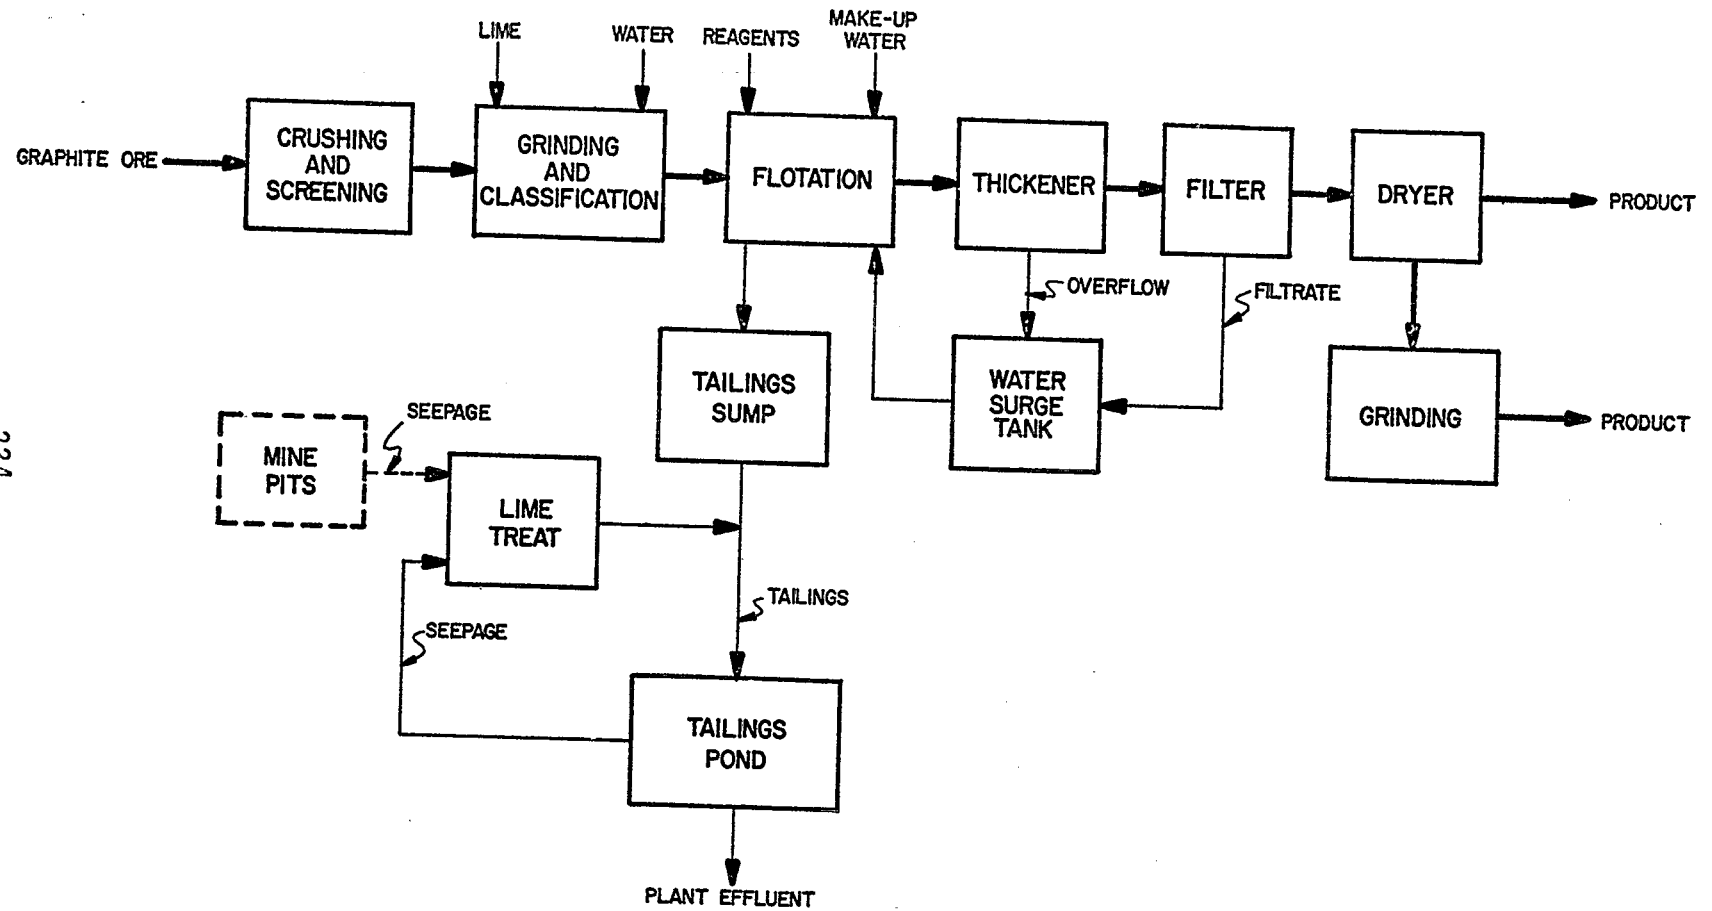 LIME
WATER
REAGENTS
MAKE-UP
WATER
GRAPHITE ORE
CRUSHING
AND
SCREENING
GRINDING
AND
CLASSIFICATION
FLOTATION
THICKENER
FILTER
DRYER
PRODUCT
OVERFLOW
FILTRATE
TAILINGS
SUMP
WATER
SURGE
TANK
GRINDING
PRODUCT
SEEPAGE
MINE
PITS
LIME
TREAT
TAILINGS
SEEPAGE
TAILINGS
POND
PLANT EFFLUENT